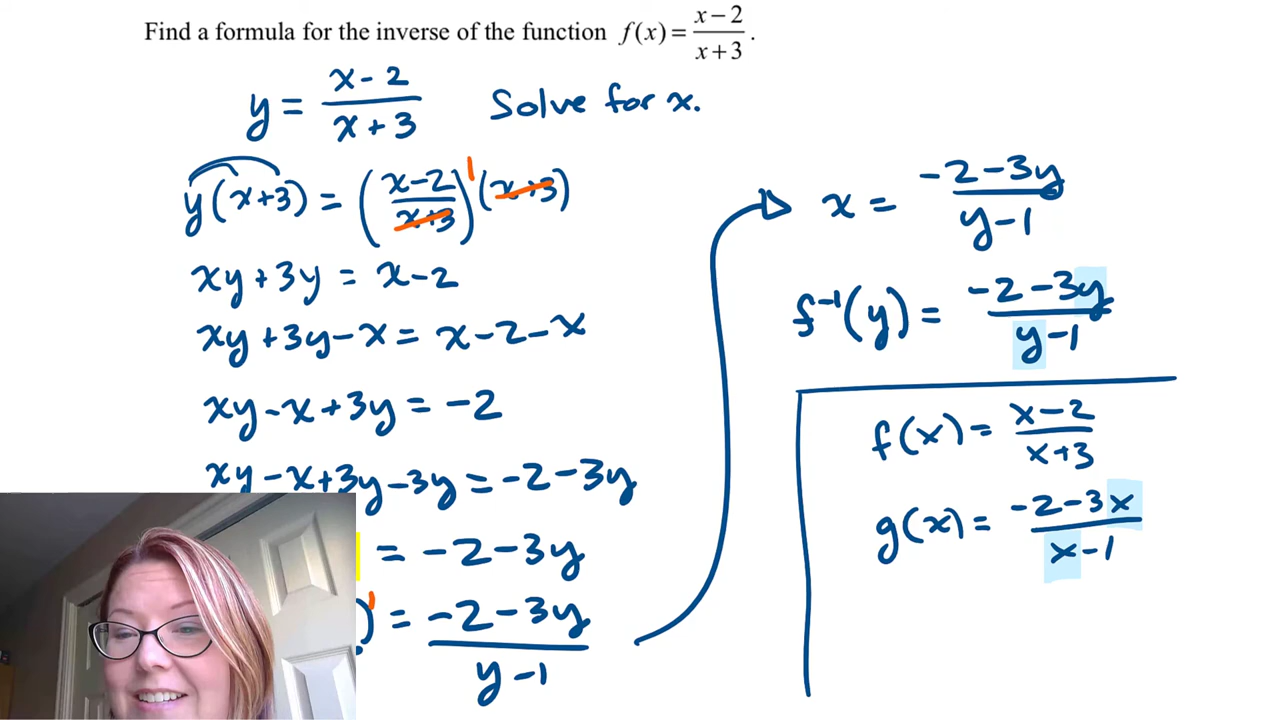 Find a formula for the inverse of the function f(x) = (x − 2)/(x + 3).
y = (x − 2)/(x + 3)   Solve for x.
y(x+3) = ((x−2)/(x+3))¹ (x+3)
xy + 3y = x − 2
xy + 3y − x = x − 2 − x
xy − x + 3y = −2
xy − x + 3y − 3y = −2 − 3y
= −2 − 3y
)¹ = (−2 − 3y)/(y − 1)
x = (−2 − 3y)/(y − 1)
f⁻¹(y) = (−2 − 3y)/(y − 1)
f(x) = (x − 2)/(x + 3)
g(x) = (−2 − 3x)/(x − 1)